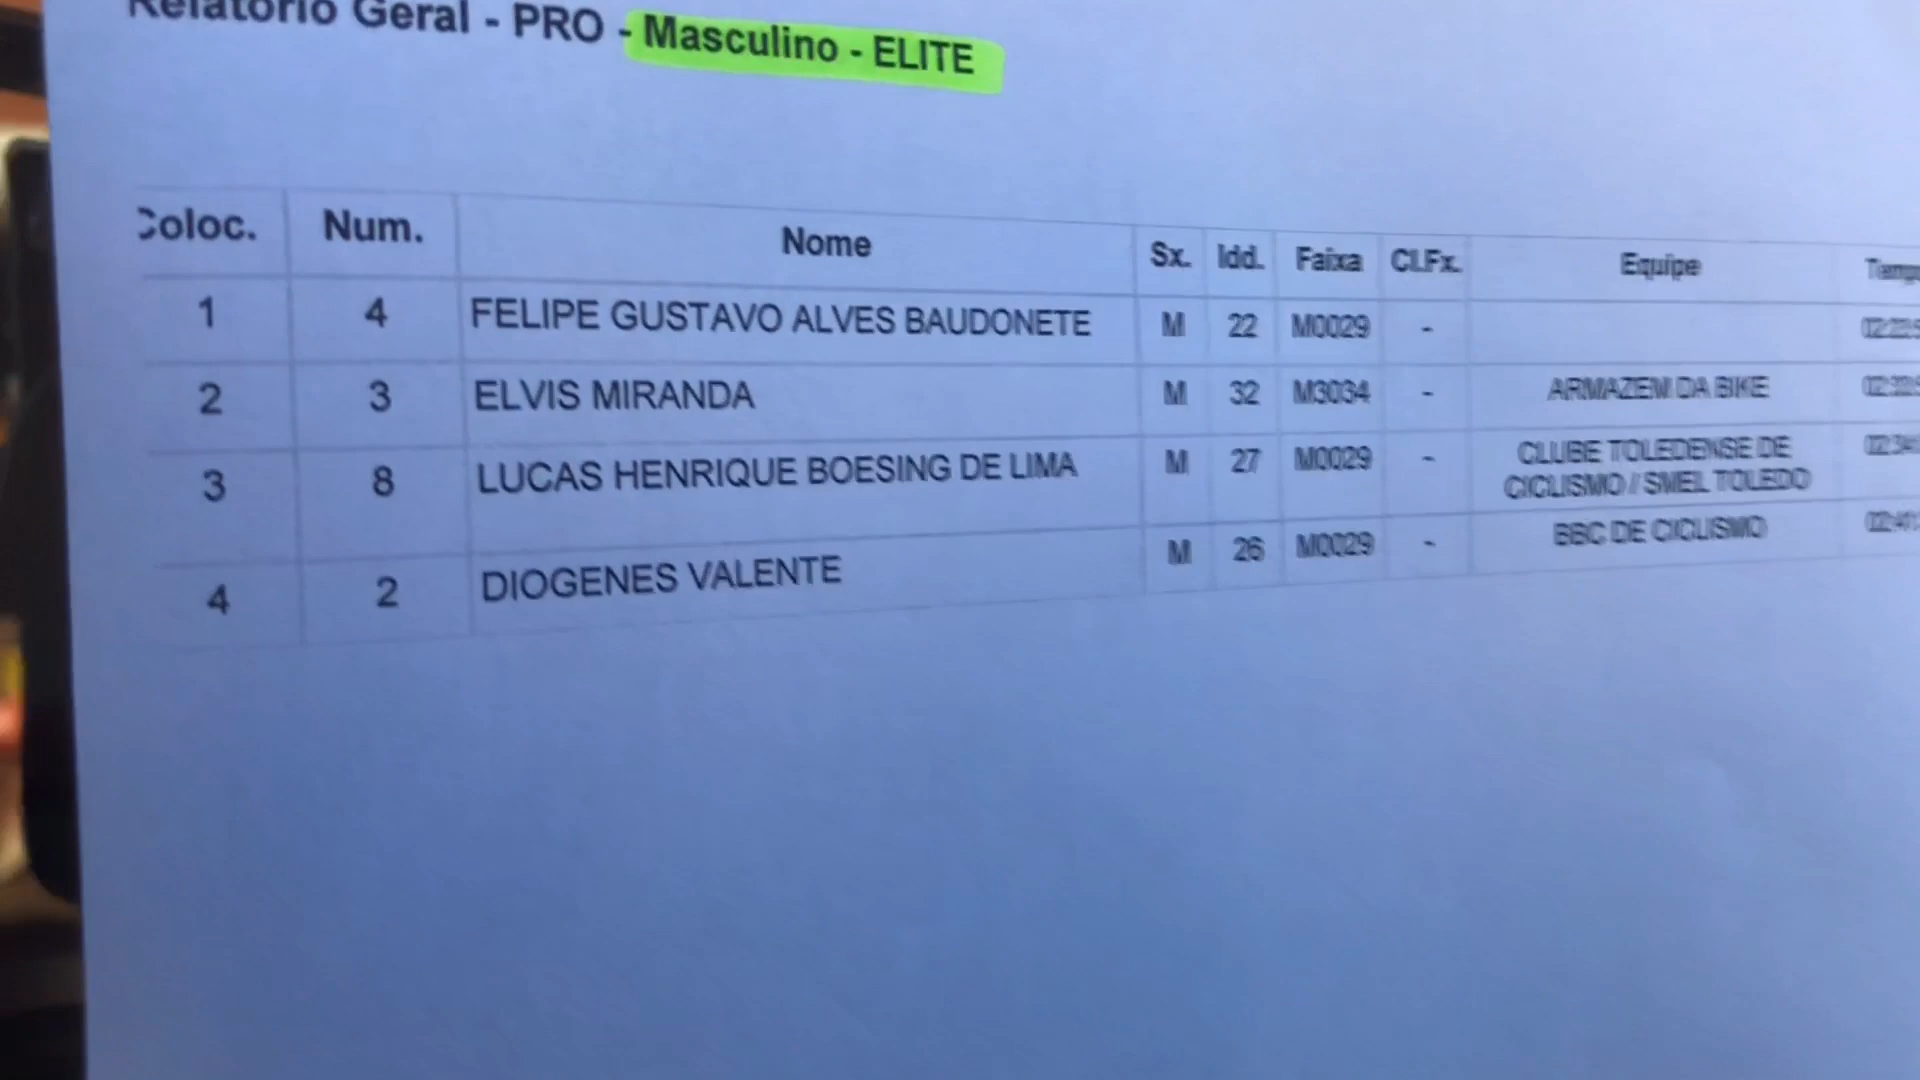 Relatório Geral - PRO - Masculino - ELITE
Coloc. Num. Nome Sx. Idd. Faixa Cl.Fx. Equipe
1 4 FELIPE GUSTAVO ALVES BAUDONETE M 22 M0029 -
2 3 ELVIS MIRANDA M 32 M3034 - ARMAZEM DA BIKE
3 8 LUCAS HENRIQUE BOESING DE LIMA M 27 M0029 - CLUBE TOLEDENSE DE
CICLISMO / SMEL TOLEDO
4 2 DIOGENES VALENTE M 26 M0029 - BBC DE CICLISMO